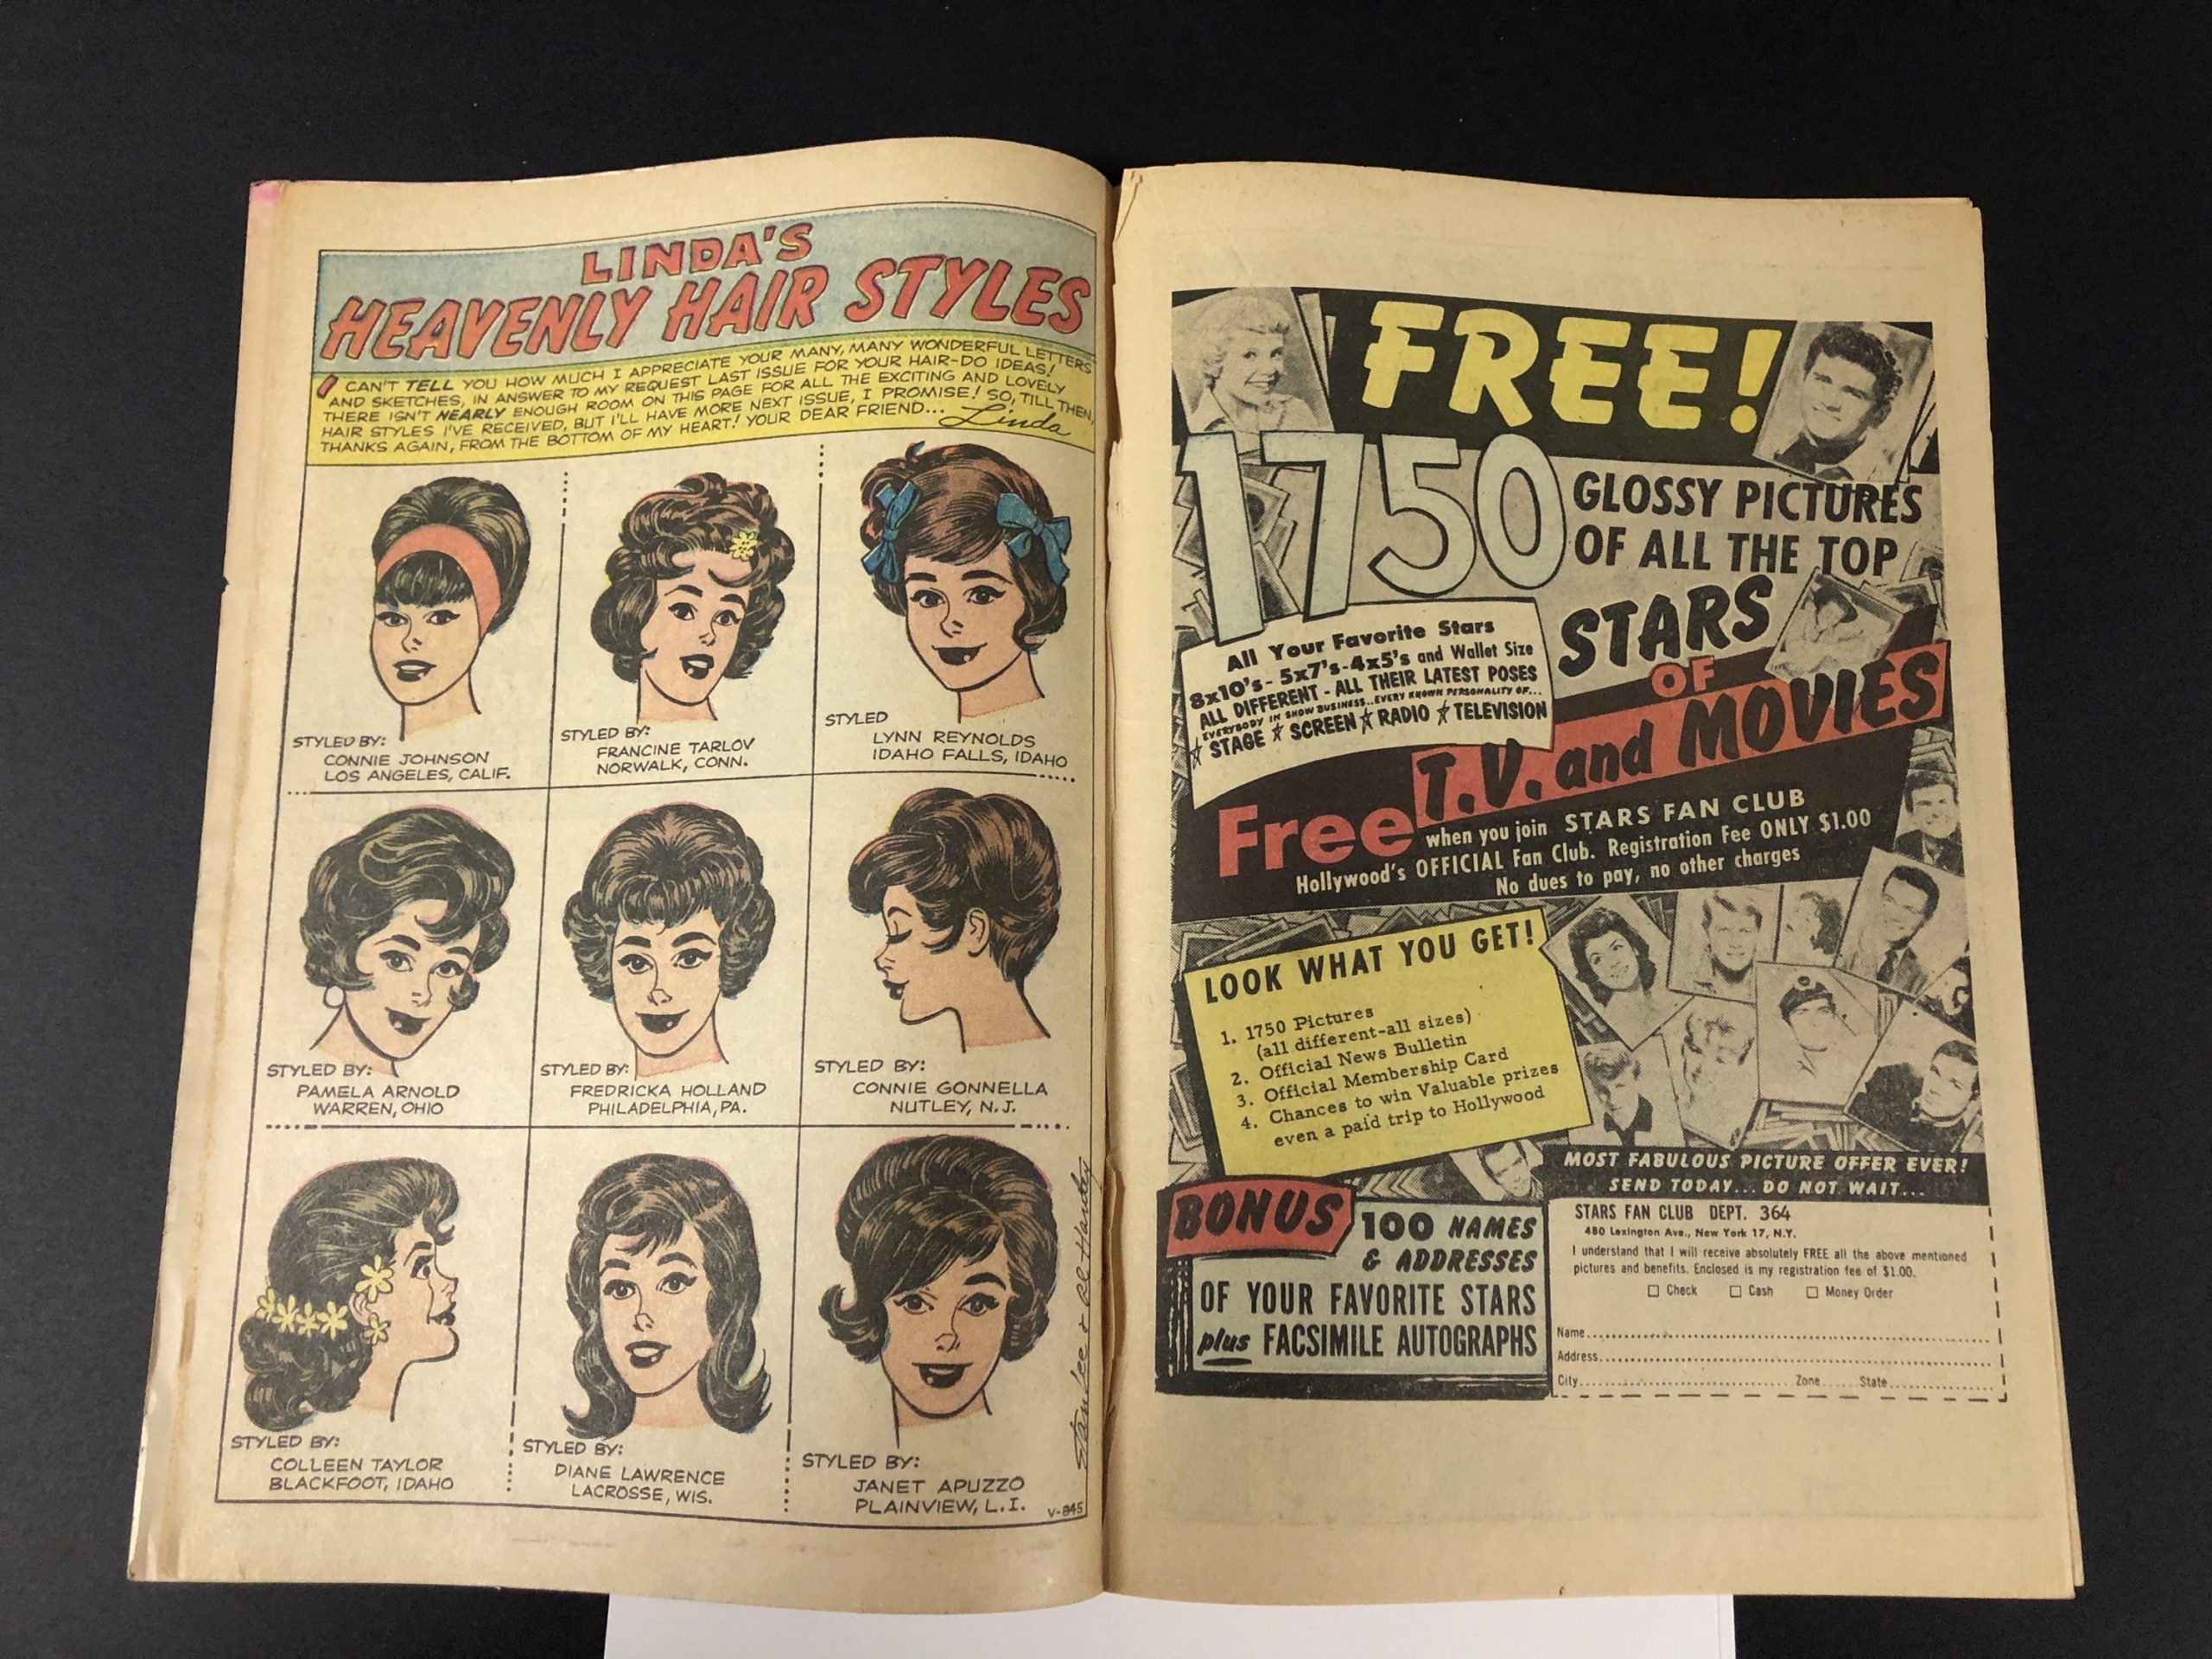 LINDA'S
HEAVENLY HAIR STYLES
I CAN'T TELL YOU HOW MUCH I APPRECIATE YOUR MANY, MANY WONDERFUL LETTERS
AND SKETCHES, IN ANSWER TO MY REQUEST LAST ISSUE FOR YOUR HAIR-DO IDEAS!
THERE ISN'T NEARLY ENOUGH ROOM ON THIS PAGE FOR ALL THE EXCITING AND LOVELY
HAIR STYLES I'VE RECEIVED, BUT I'LL HAVE MORE NEXT ISSUE, I PROMISE! SO, TILL THEN,
THANKS AGAIN, FROM THE BOTTOM OF MY HEART! YOUR DEAR FRIEND... Linda
STYLED BY:
CONNIE JOHNSON
LOS ANGELES, CALIF.
STYLED BY:
FRANCINE TARLOV
NORWALK, CONN.
STYLED
LYNN REYNOLDS
IDAHO FALLS, IDAHO
STYLED BY:
PAMELA ARNOLD
WARREN, OHIO
STYLED BY:
FREDRICKA HOLLAND
PHILADELPHIA, PA.
STYLED BY:
CONNIE GONNELLA
NUTLEY, N.J.
STYLED BY:
COLLEEN TAYLOR
BLACKFOOT, IDAHO
STYLED BY:
DIANE LAWRENCE
LACROSSE, WIS.
STYLED BY:
JANET APUZZO
PLAINVIEW, L.I.
Stan Lee & Al Hartley
V-845
FREE!
1750
GLOSSY PICTURES
OF ALL THE TOP
STARS
OF
T.V. and MOVIES
All Your Favorite Stars
8x10's - 5x7's - 4x5's and Wallet Size
ALL DIFFERENT - ALL THEIR LATEST POSES
EVERYBODY IN SHOW BUSINESS..EVERY KNOWN PERSONALITY OF...
☆ STAGE ☆ SCREEN ☆ RADIO ☆ TELEVISION
Free when you join STARS FAN CLUB
Hollywood's OFFICIAL Fan Club. Registration Fee ONLY $1.00
No dues to pay, no other charges
LOOK WHAT YOU GET!
1. 1750 Pictures
(all different-all sizes)
2. Official News Bulletin
3. Official Membership Card
4. Chances to win Valuable prizes
even a paid trip to Hollywood
BONUS
100 NAMES
& ADDRESSES
OF YOUR FAVORITE STARS
plus FACSIMILE AUTOGRAPHS
MOST FABULOUS PICTURE OFFER EVER!
SEND TODAY...DO NOT WAIT...
STARS FAN CLUB DEPT. 364
480 Lexington Ave., New York 17, N.Y.
I understand that I will receive absolutely FREE all the above mentioned
pictures and benefits. Enclosed is my registration fee of $1.00.
☐ Check ☐ Cash ☐ Money Order
Name
Address
City Zone State